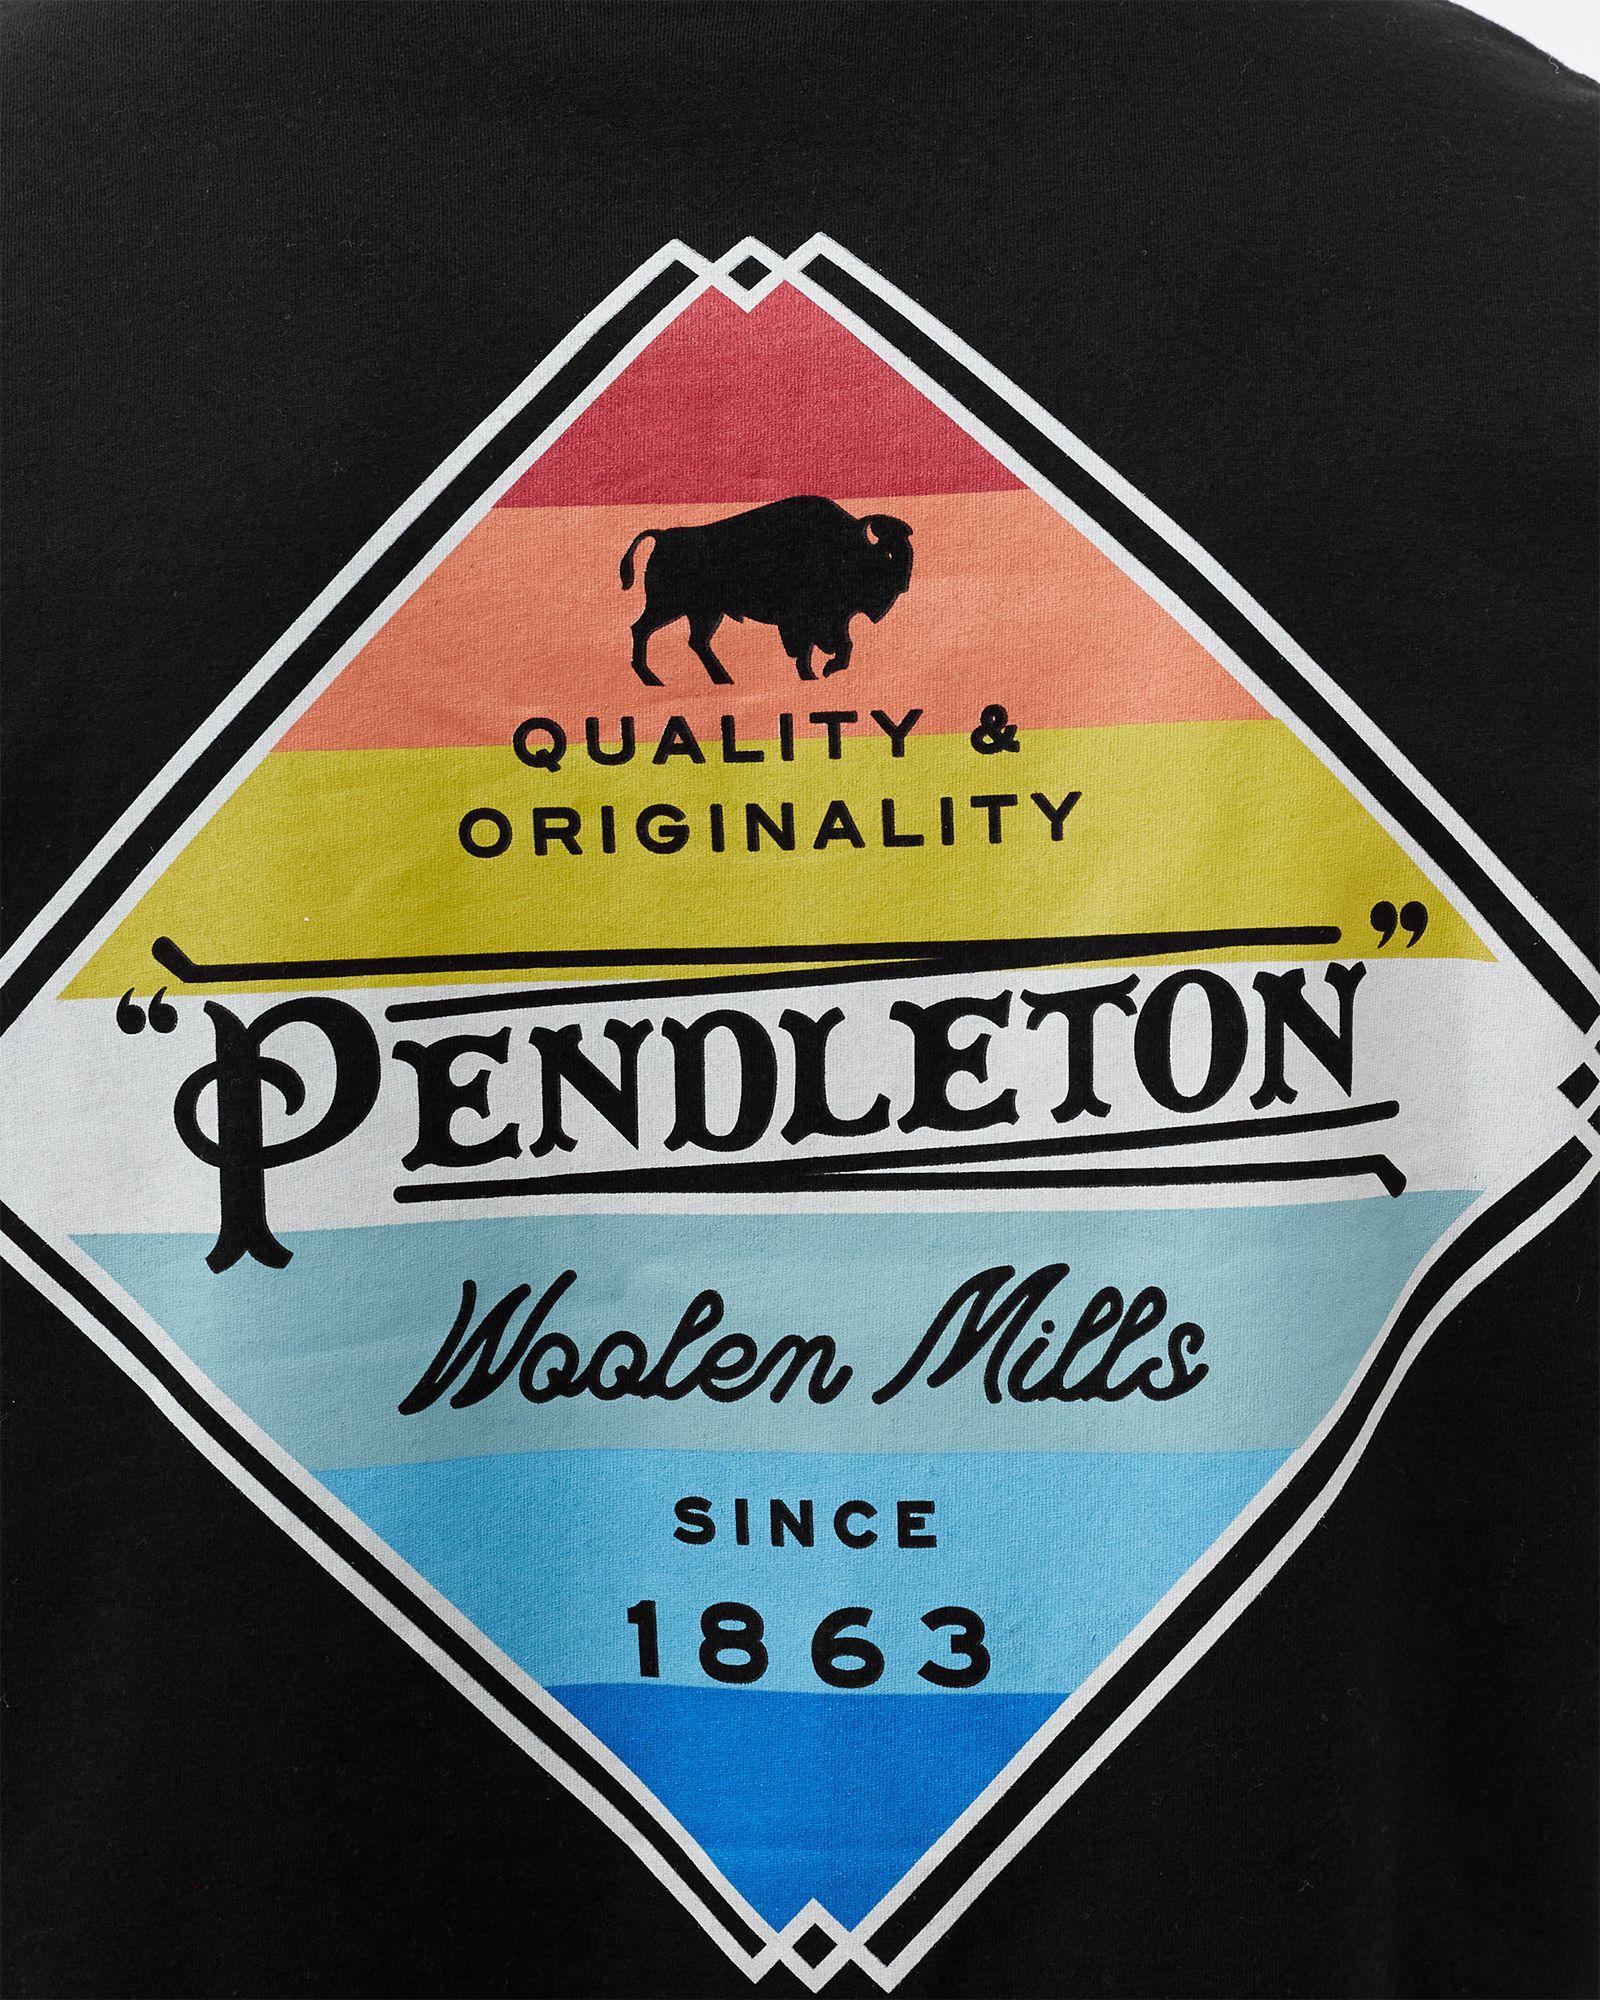 QUALITY &
ORIGINALITY
“PENDLETON”
Woolen Mills
SINCE
1863